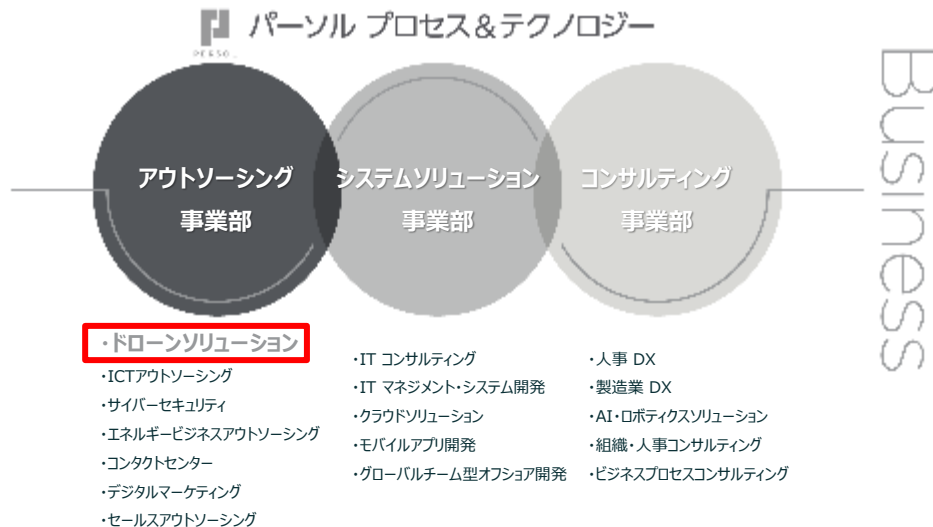 パーソル プロセス＆テクノロジー
PERSOL
Business
アウトソーシング
事業部
システムソリューション
事業部
コンサルティング
事業部
・ドローンソリューション
・ICTアウトソーシング
・サイバーセキュリティ
・エネルギービジネスアウトソーシング
・コンタクトセンター
・デジタルマーケティング
・セールスアウトソーシング
・IT コンサルティング
・IT マネジメント・システム開発
・クラウドソリューション
・モバイルアプリ開発
・グローバルチーム型オフショア開発
・人事 DX
・製造業 DX
・AI・ロボティクスソリューション
・組織・人事コンサルティング
・ビジネスプロセスコンサルティング